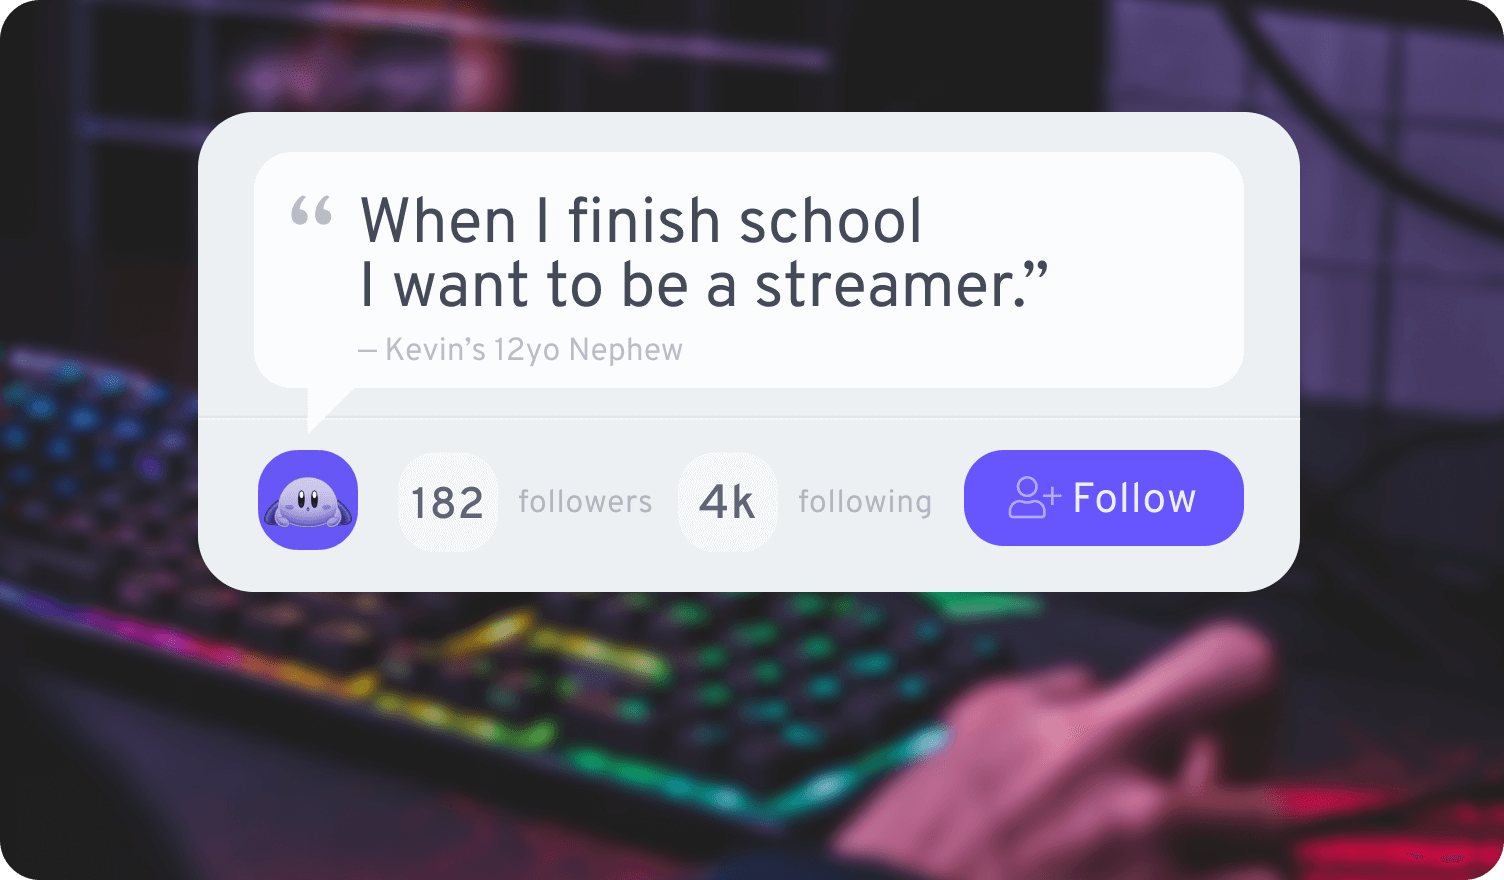 “ When I finish school
I want to be a streamer.”
— Kevin’s 12yo Nephew
182 followers 4k following Follow